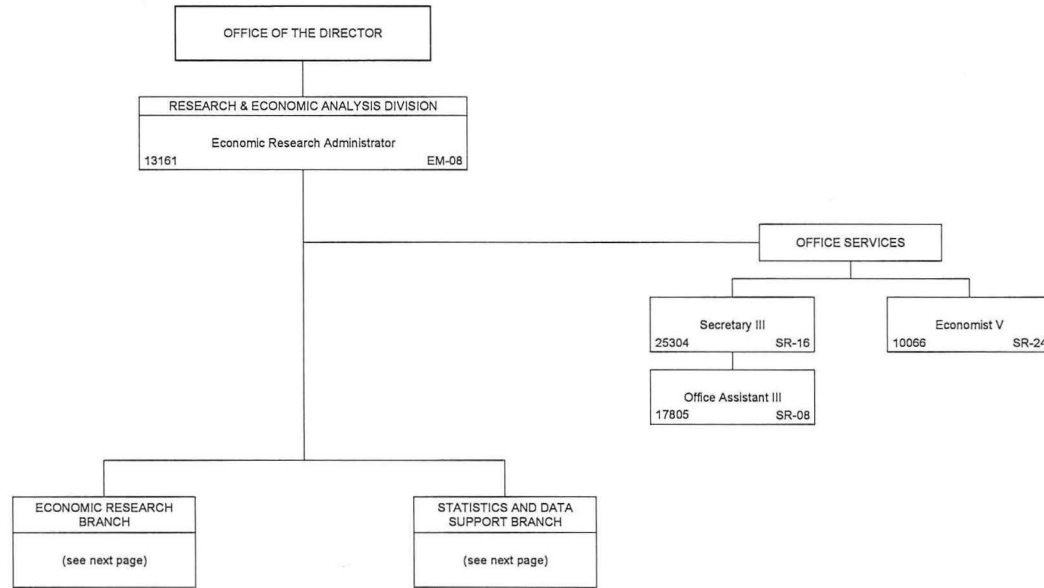 OFFICE OF THE DIRECTOR
RESEARCH & ECONOMIC ANALYSIS DIVISION
Economic Research Administrator
13161 EM-08
OFFICE SERVICES
Secretary III
25304 SR-16
Economist V
10066 SR-24
Office Assistant III
17805 SR-08
ECONOMIC RESEARCH
BRANCH
(see next page)
STATISTICS AND DATA
SUPPORT BRANCH
(see next page)